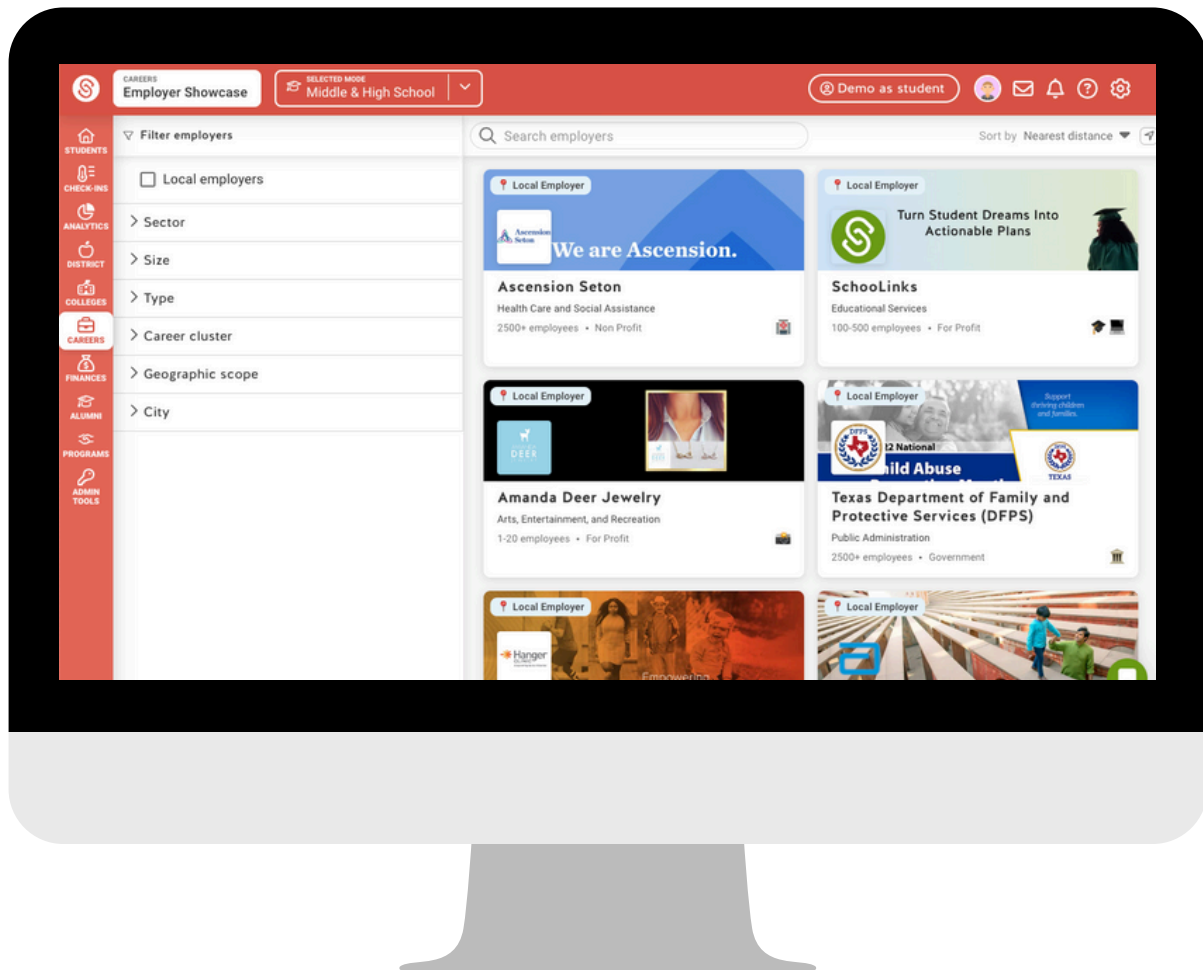 CAREERS
Employer Showcase
SELECTED MODE
Middle & High School
Demo as student
STUDENTS
CHECK-INS
ANALYTICS
DISTRICT
COLLEGES
CAREERS
FINANCES
ALUMNI
PROGRAMS
ADMIN
TOOLS
Filter employers
Local employers
Sector
Size
Type
Career cluster
Geographic scope
City
Search employers
Sort by Nearest distance
Local Employer
Ascension
Seton
We are Ascension.
Ascension Seton
Health Care and Social Assistance
2500+ employees • Non Profit
Local Employer
Turn Student Dreams Into
Actionable Plans
SchooLinks
Educational Services
100-500 employees • For Profit
Local Employer
DEER
Amanda Deer Jewelry
Arts, Entertainment, and Recreation
1-20 employees • For Profit
Local Employer
Support
thriving children
and families.
DFPS
22 National
hild Abuse
TEXAS
Texas Department of Family and
Protective Services (DFPS)
Public Administration
2500+ employees • Government
Local Employer
Hanger
Empowering
Local Employer